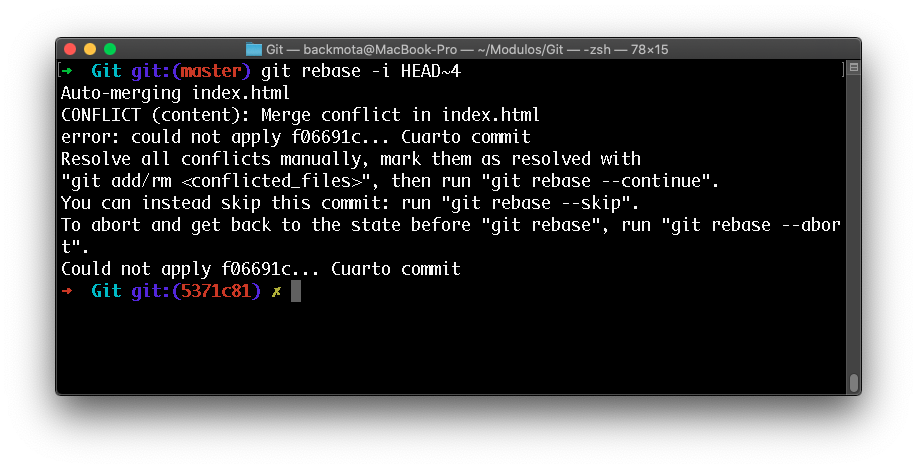 Git — backmota@MacBook-Pro — ~/Modulos/Git — -zsh — 78×15
[→ Git git:(master) git rebase -i HEAD~4 ]
Auto-merging index.html
CONFLICT (content): Merge conflict in index.html
error: could not apply f06691c... Cuarto commit
Resolve all conflicts manually, mark them as resolved with
"git add/rm <conflicted_files>", then run "git rebase --continue".
You can instead skip this commit: run "git rebase --skip".
To abort and get back to the state before "git rebase", run "git rebase --abor
t".
Could not apply f06691c... Cuarto commit
→ Git git:(5371c81) ✗